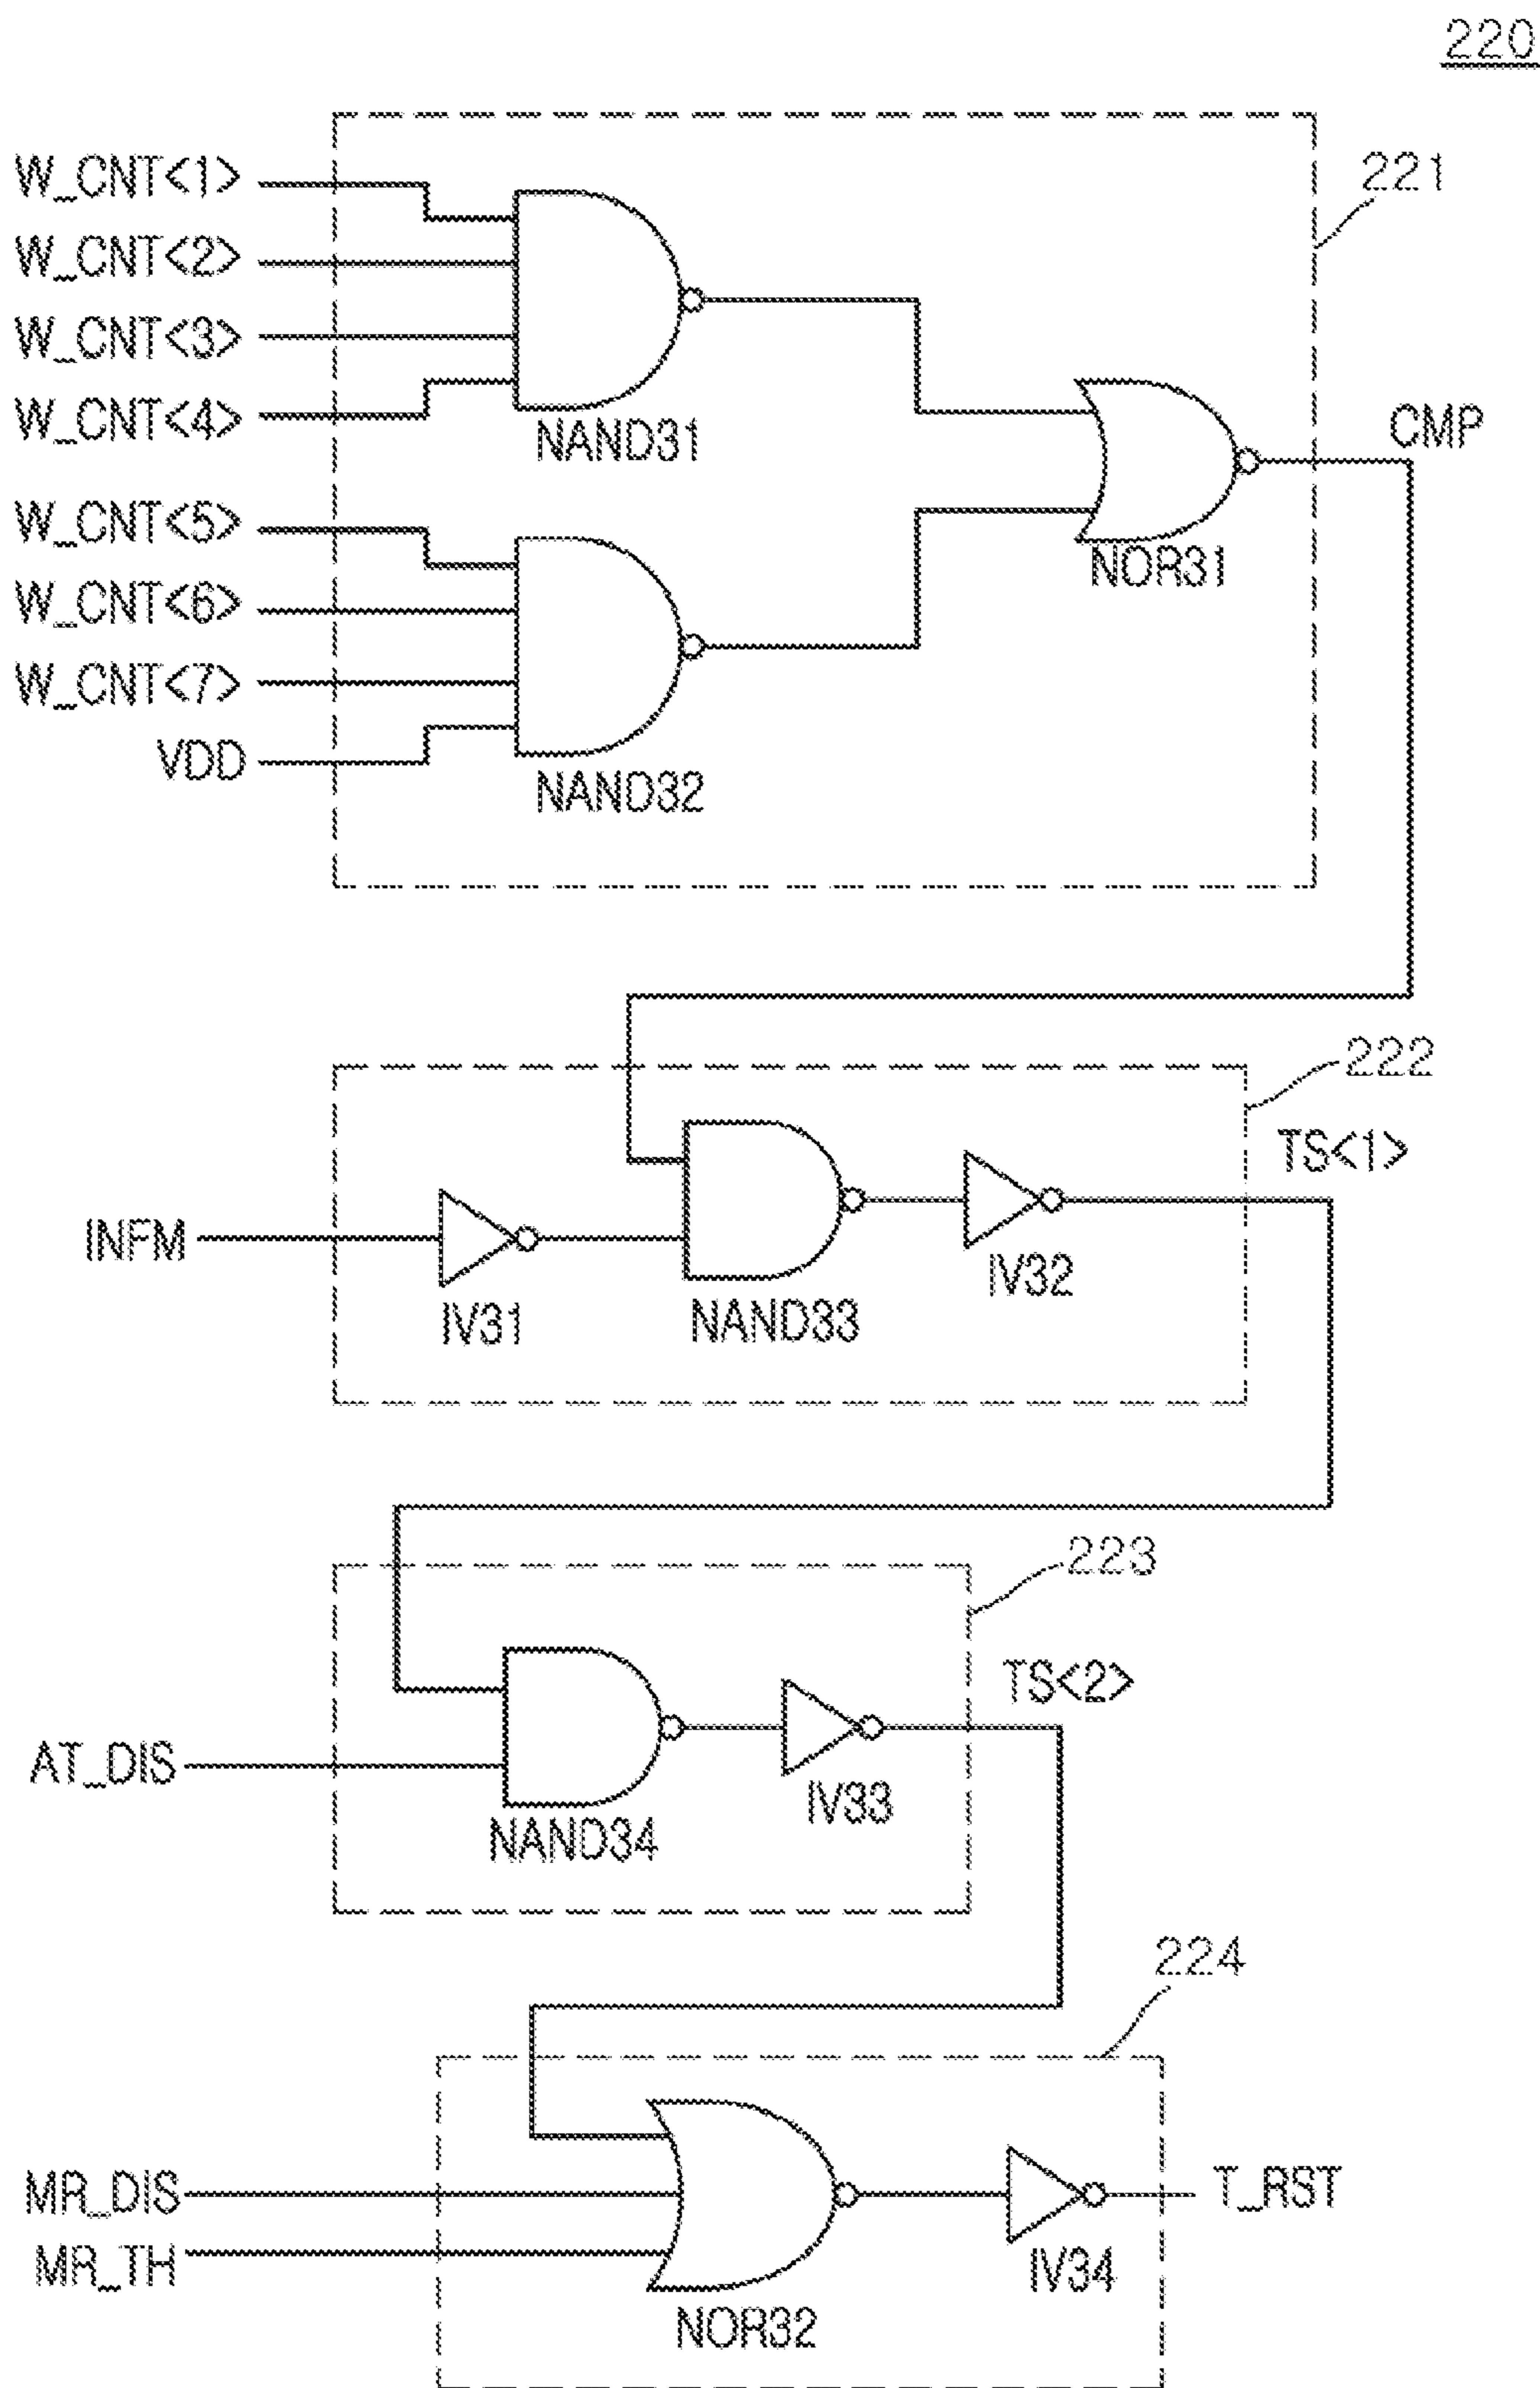 220
221
W_CNT<1>
W_CNT<2>
W_CNT<3>
W_CNT<4>
NAND31
CMP
W_CNT<5>
W_CNT<6>
W_CNT<7>
VDD
NAND32
NOR31
222
TS<1>
INFM
IV31
NAND33
IV32
223
TS<2>
AT_DIS
NAND34
IV33
224
MR_DIS
MR_TH
NOR32
IV34
T_RST